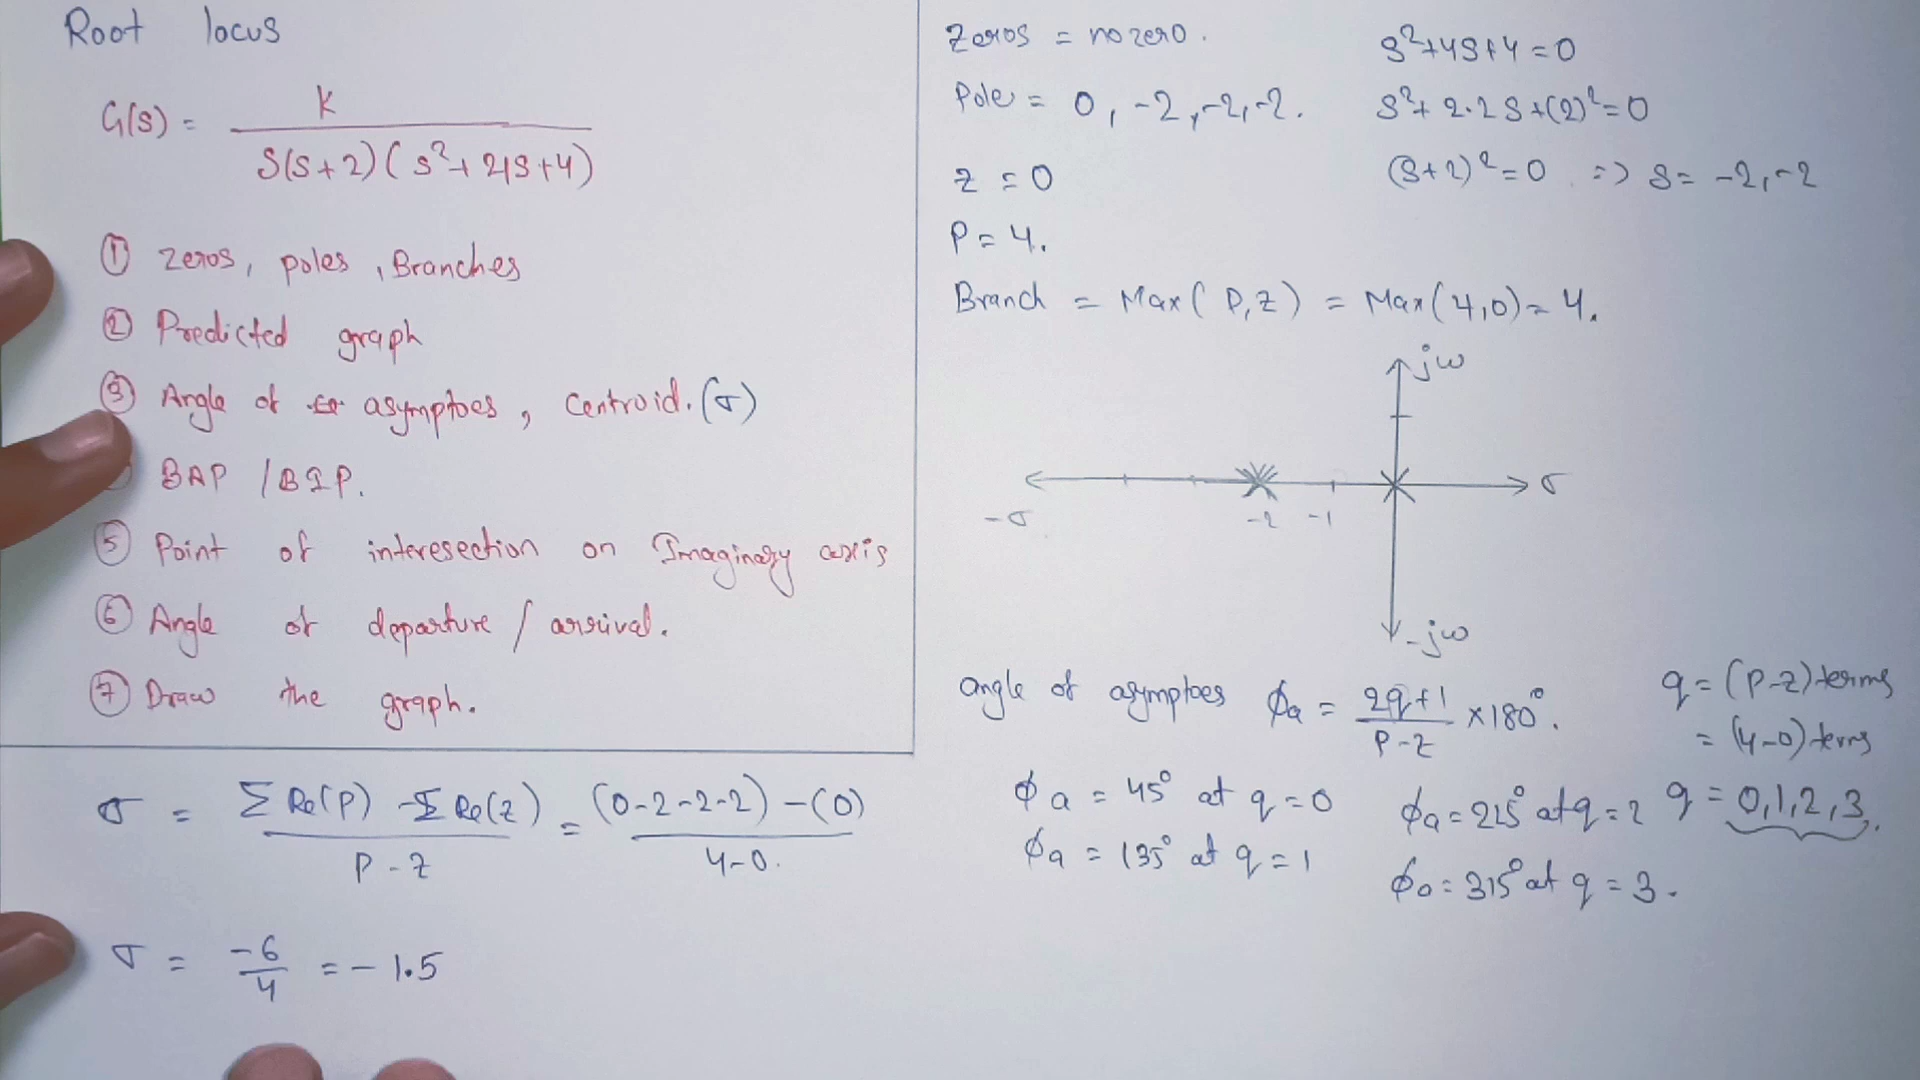 Root locus
G(s) = K / S(S+2)(S²+4S+4)
① Zeros, poles, Branches
② Predicted graph
③ Angle of asymptoes, Centroid. (σ)
BAP / BIP.
⑤ Point of interesection on Imaginary axis
⑥ Angle of departure / arrival.
⑦ Draw the graph.
σ = ΣRe(P) - ΣRe(Z) / P-Z = (0-2-2-2) - (0) / 4-0.
σ = -6/4 = -1.5
Zeros = no zero.
Pole = 0, -2, -2, -2.
Z = 0
P = 4.
S²+4S+4=0
S²+2.2S+(2)²=0
(S+2)²=0 => S= -2, -2
Branch = Max(P,Z) = Max(4,0) = 4.
jω
-σ -2 -1 σ
-jω
angle of asymptoes ϕa = 2q+1 / P-Z × 180°.
q = (P-Z) terms
= (4-0) terms
q = 0,1,2,3.
ϕa = 45° at q=0
ϕa = 135° at q=1
ϕa = 225° at q=2
ϕa = 315° at q=3.